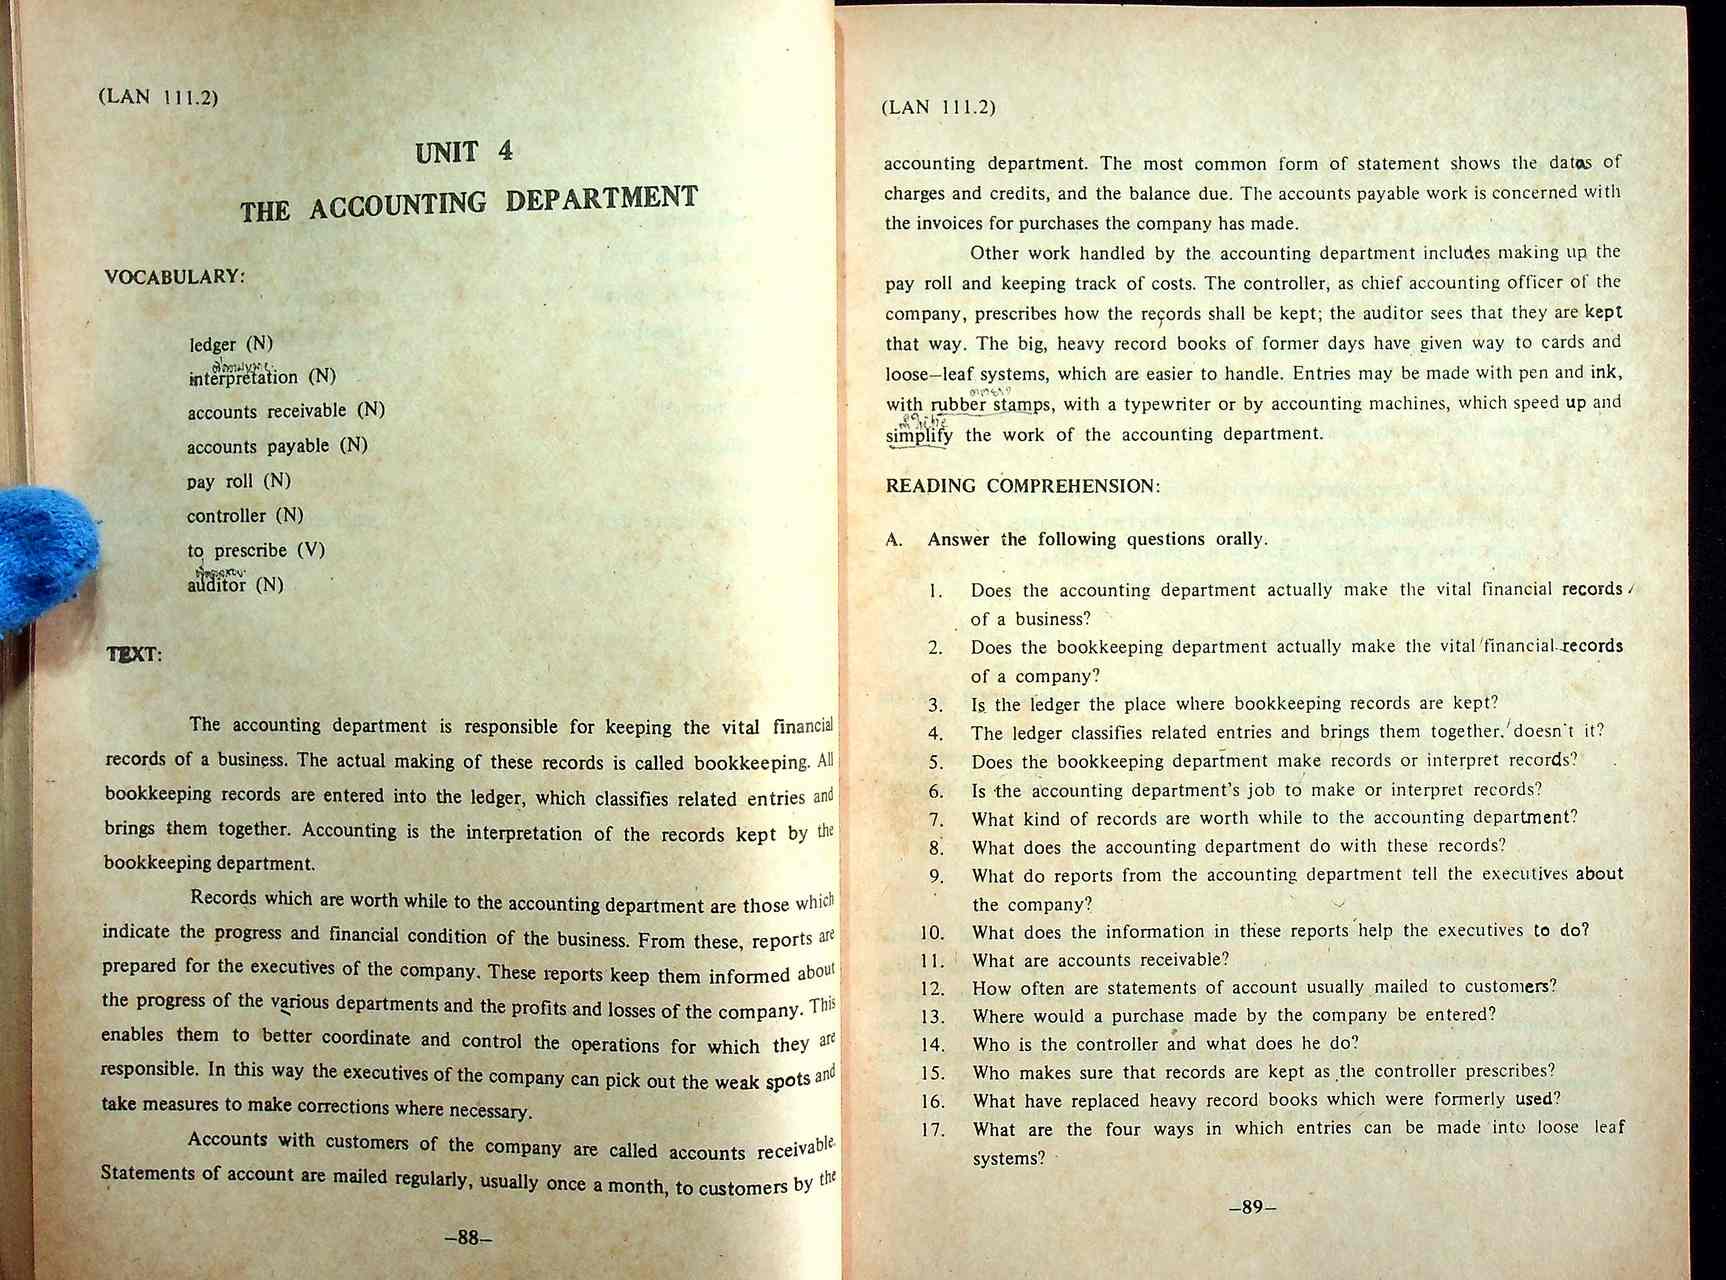 (LAN 111.2)
UNIT 4
THE ACCOUNTING DEPARTMENT
VOCABULARY:
ledger (N)
interpretation (N)
accounts receivable (N)
accounts payable (N)
pay roll (N)
controller (N)
to prescribe (V)
auditor (N)
TEXT:
The accounting department is responsible for keeping the vital financial
records of a business. The actual making of these records is called bookkeeping. All
bookkeeping records are entered into the ledger, which classifies related entries and
brings them together. Accounting is the interpretation of the records kept by the
bookkeeping department.
Records which are worth while to the accounting department are those which
indicate the progress and financial condition of the business. From these, reports are
prepared for the executives of the company. These reports keep them informed about
the progress of the various departments and the profits and losses of the company. This
enables them to better coordinate and control the operations for which they are
responsible. In this way the executives of the company can pick out the weak spots and
take measures to make corrections where necessary.
Accounts with customers of the company are called accounts receivable.
Statements of account are mailed regularly, usually once a month, to customers by the
–88–
(LAN 111.2)
accounting department. The most common form of statement shows the datas of
charges and credits, and the balance due. The accounts payable work is concerned with
the invoices for purchases the company has made.
Other work handled by the accounting department includes making up the
pay roll and keeping track of costs. The controller, as chief accounting officer of the
company, prescribes how the records shall be kept; the auditor sees that they are kept
that way. The big, heavy record books of former days have given way to cards and
loose–leaf systems, which are easier to handle. Entries may be made with pen and ink,
with rubber stamps, with a typewriter or by accounting machines, which speed up and
simplify the work of the accounting department.
READING COMPREHENSION:
A. Answer the following questions orally.
1. Does the accounting department actually make the vital financial records
of a business?
2. Does the bookkeeping department actually make the vital financial records
of a company?
3. Is the ledger the place where bookkeeping records are kept?
4. The ledger classifies related entries and brings them together, doesn't it?
5. Does the bookkeeping department make records or interpret records?
6. Is the accounting department's job to make or interpret records?
7. What kind of records are worth while to the accounting department?
8. What does the accounting department do with these records?
9. What do reports from the accounting department tell the executives about
the company?
10. What does the information in these reports help the executives to do?
11. What are accounts receivable?
12. How often are statements of account usually mailed to customers?
13. Where would a purchase made by the company be entered?
14. Who is the controller and what does he do?
15. Who makes sure that records are kept as the controller prescribes?
16. What have replaced heavy record books which were formerly used?
17. What are the four ways in which entries can be made into loose leaf
systems?
–89–